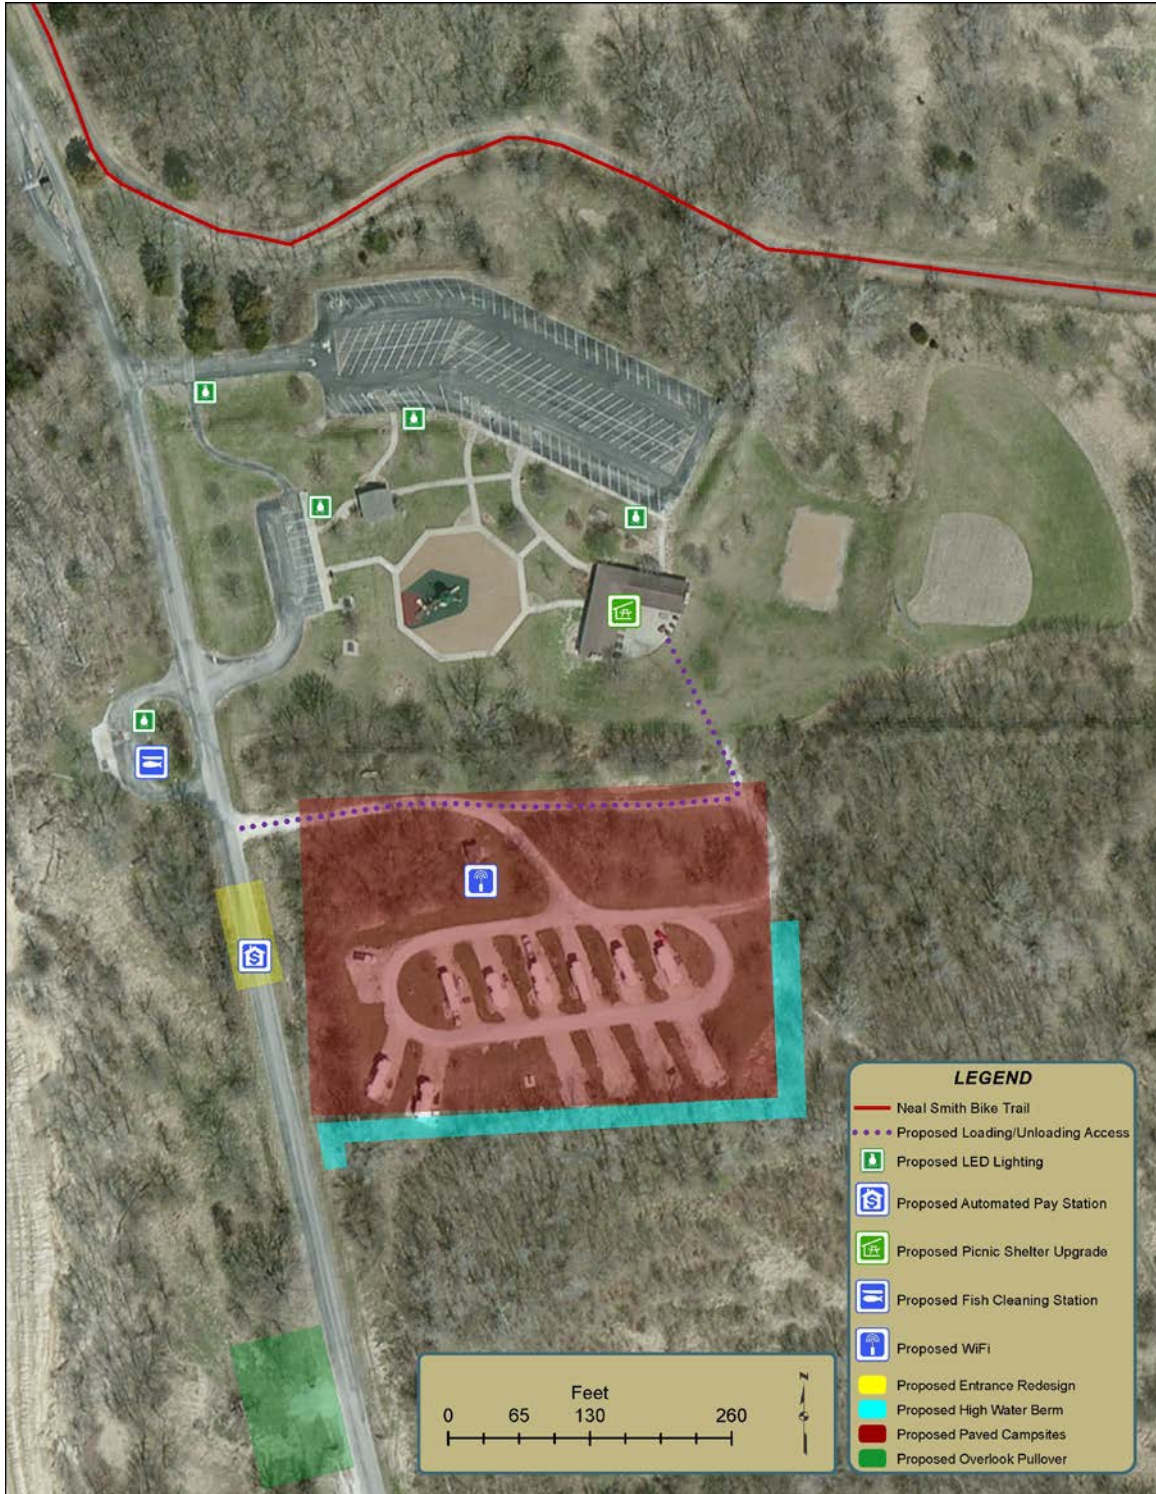 LEGEND
Neal Smith Bike Trail
Proposed Loading/Unloading Access
Proposed LED Lighting
$
Proposed Automated Pay Station
Proposed Picnic Shelter Upgrade
Proposed Fish Cleaning Station
Proposed WiFi
Proposed Entrance Redesign
Proposed High Water Berm
Proposed Paved Campsites
Proposed Overlook Pullover
Feet
0 65 130 260
N
$